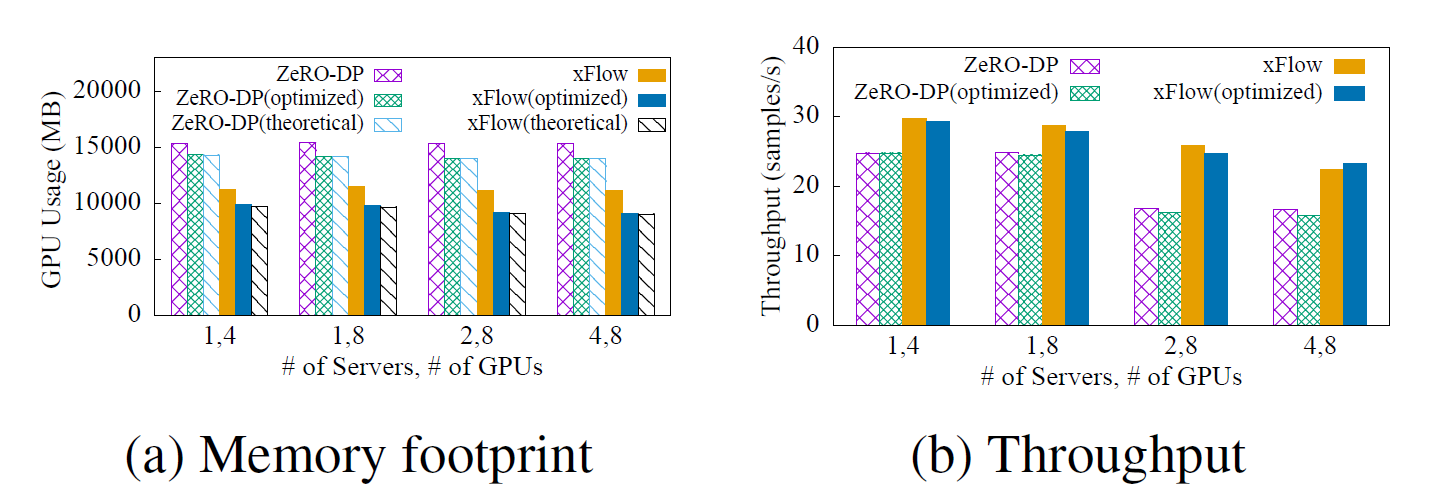 GPU Usage (MB)
20000
15000
10000
5000
0
ZeRO-DP
ZeRO-DP(optimized)
ZeRO-DP(theoretical)
xFlow
xFlow(optimized)
xFlow(theoretical)
1,4 1,8 2,8 4,8
# of Servers, # of GPUs
(a) Memory footprint
Throughput (samples/s)
40
30
20
10
0
ZeRO-DP
ZeRO-DP(optimized)
xFlow
xFlow(optimized)
1,4 1,8 2,8 4,8
# of Servers, # of GPUs
(b) Throughput